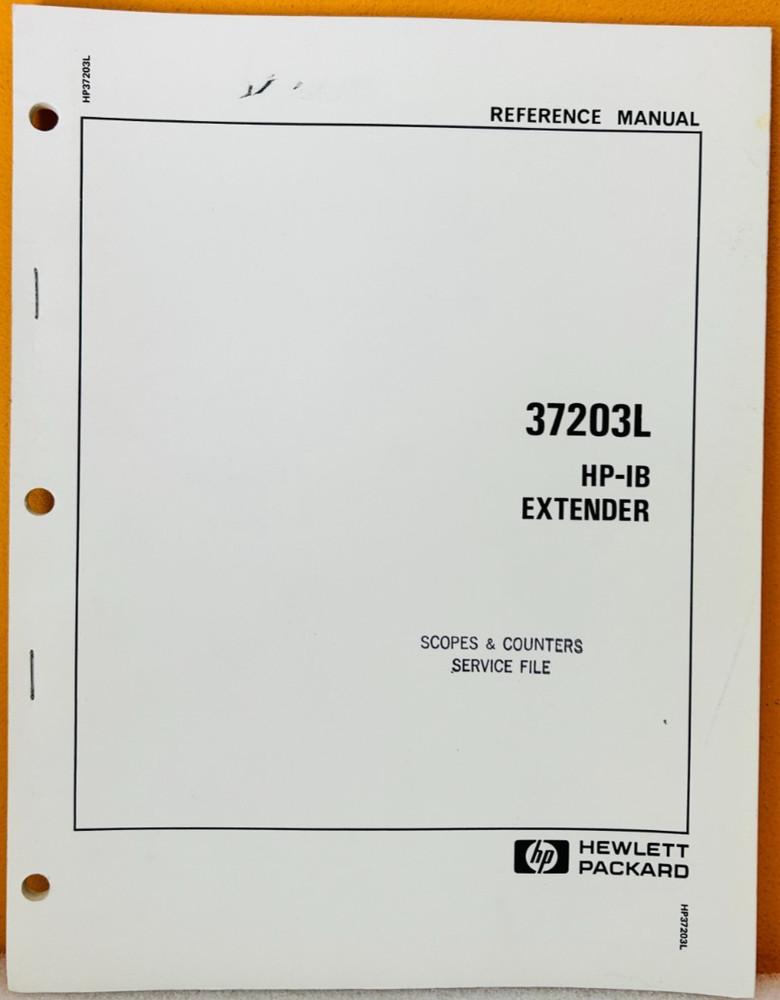 HP37203L
REFERENCE MANUAL
37203L
HP-IB
EXTENDER
SCOPES & COUNTERS
SERVICE FILE
hp HEWLETT
PACKARD
HP37203L